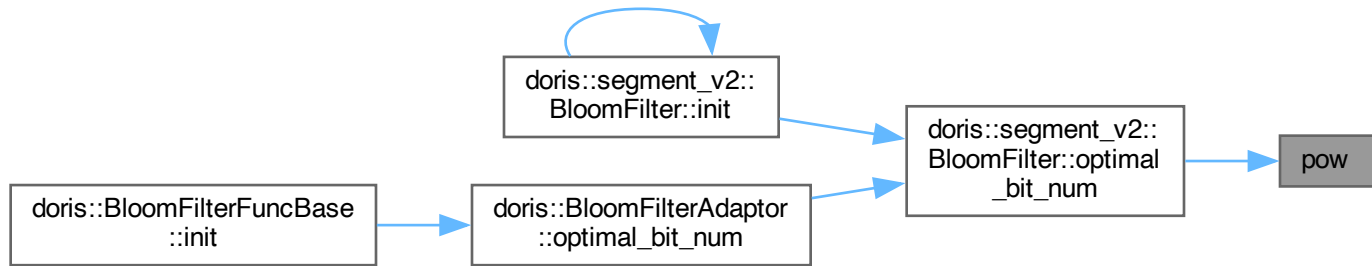 doris::segment_v2::
BloomFilter::init
doris::segment_v2::
BloomFilter::optimal
_bit_num
pow
doris::BloomFilterFuncBase
::init
doris::BloomFilterAdaptor
::optimal_bit_num